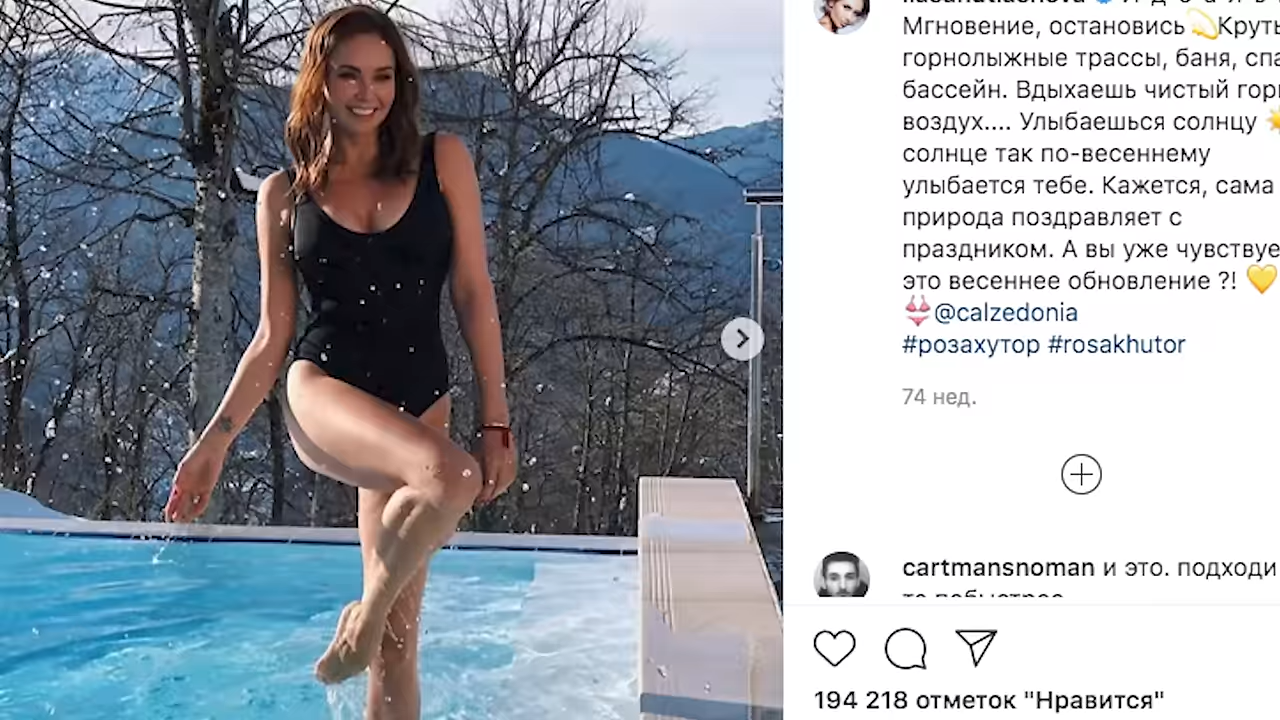 Мгновение, остановись 💫Круты
горнолыжные трассы, баня, спа
бассейн. Вдыхаешь чистый горн
воздух.... Улыбаешься солнцу ☀️
солнце так по-весеннему
улыбается тебе. Кажется, сама
природа поздравляет с
праздником. А вы уже чувствуе
это весеннее обновление ?! 💛
👙@calzedonia
#розахутор #rosakhutor
74 нед.
cartmansnoman и это. подходи
194 218 отметок "Нравится"